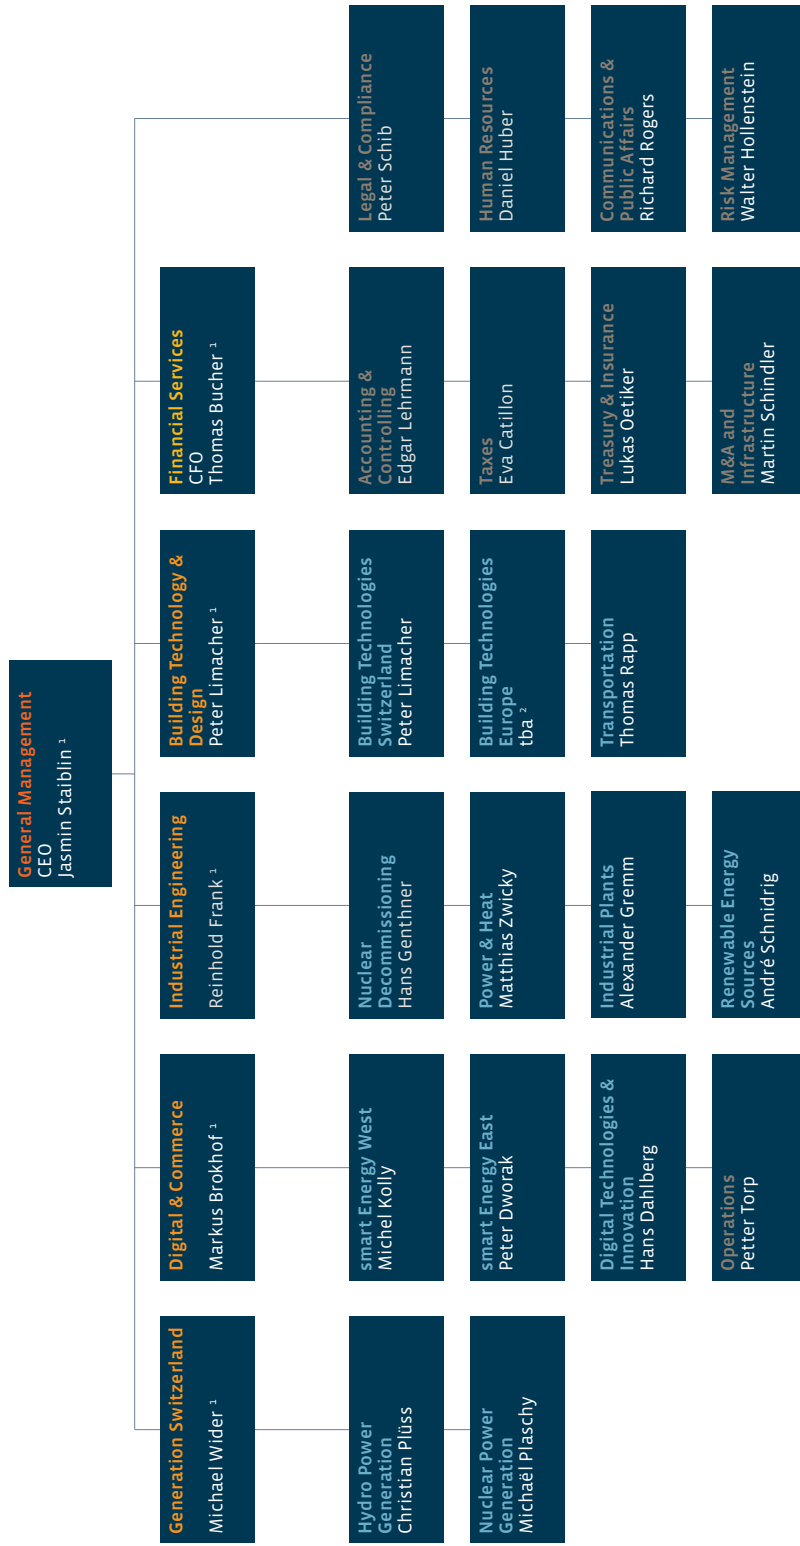 General Management
CEO
Jasmin Staiblin ¹
Generation Switzerland
Michael Wider ¹
Digital & Commerce
Markus Brokhof ¹
Industrial Engineering
Reinhold Frank ¹
Building Technology &
Design
Peter Limacher ¹
Financial Services
CFO
Thomas Bucher ¹
Hydro Power
Generation
Christian Plüss
smart Energy West
Michel Kolly
Nuclear
Decommissioning
Hans Genthner
Building Technologies
Switzerland
Peter Limacher
Accounting &
Controlling
Edgar Lehrmann
Legal & Compliance
Peter Schib
Nuclear Power
Generation
Michaël Plaschy
smart Energy East
Peter Dworak
Power & Heat
Matthias Zwicky
Building Technologies
Europe
tba ²
Taxes
Eva Catillon
Human Resources
Daniel Huber
Digital Technologies &
Innovation
Hans Dahlberg
Industrial Plants
Alexander Gremm
Transportation
Thomas Rapp
Treasury & Insurance
Lukas Oetiker
Communications &
Public Affairs
Richard Rogers
Operations
Petter Torp
Renewable Energy
Sources
André Schnidrig
M&A and
Infrastructure
Martin Schindler
Risk Management
Walter Hollenstein